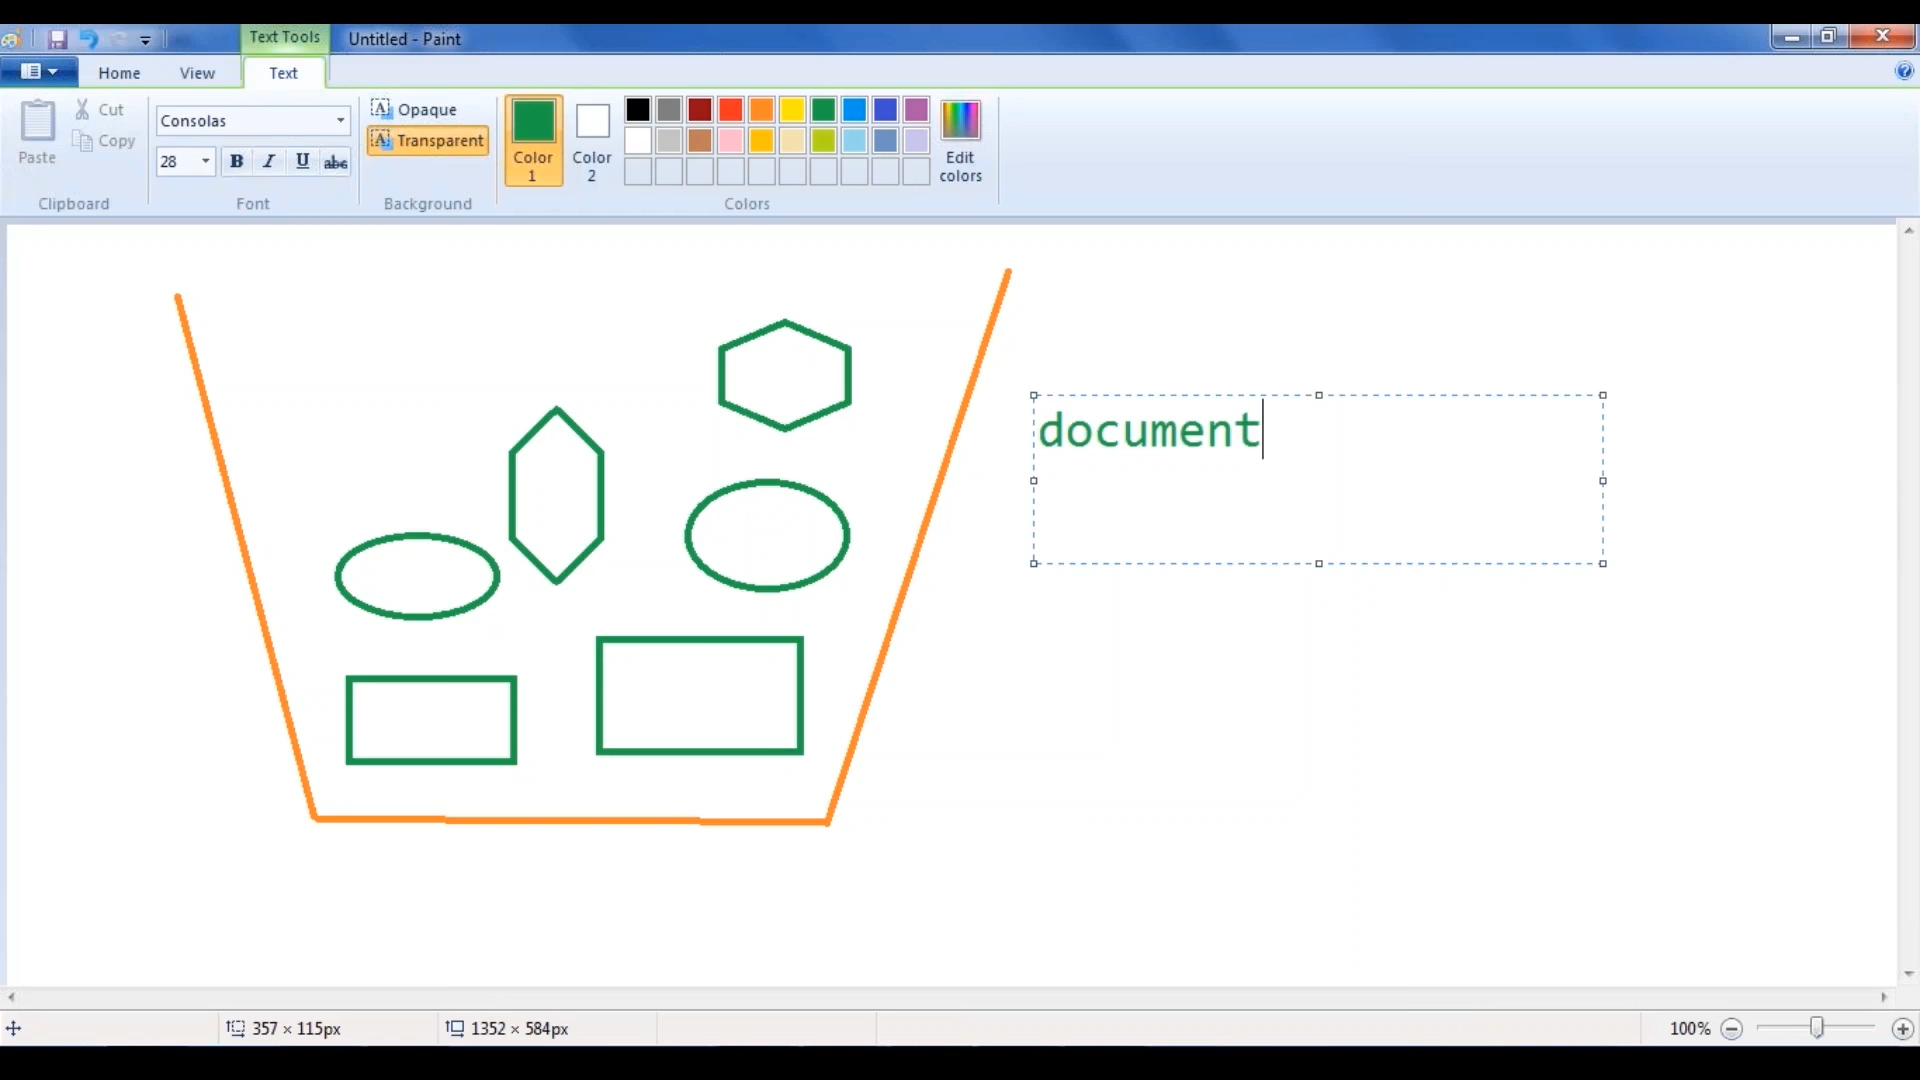 Text Tools
Untitled - Paint
Home
View
Text
Paste
Cut
Copy
Clipboard
Consolas
28
B
I
U
abc
Font
A Opaque
A Transparent
Background
Color 1
Color 2
Edit colors
Colors
document
357 × 115px
1352 × 584px
100%